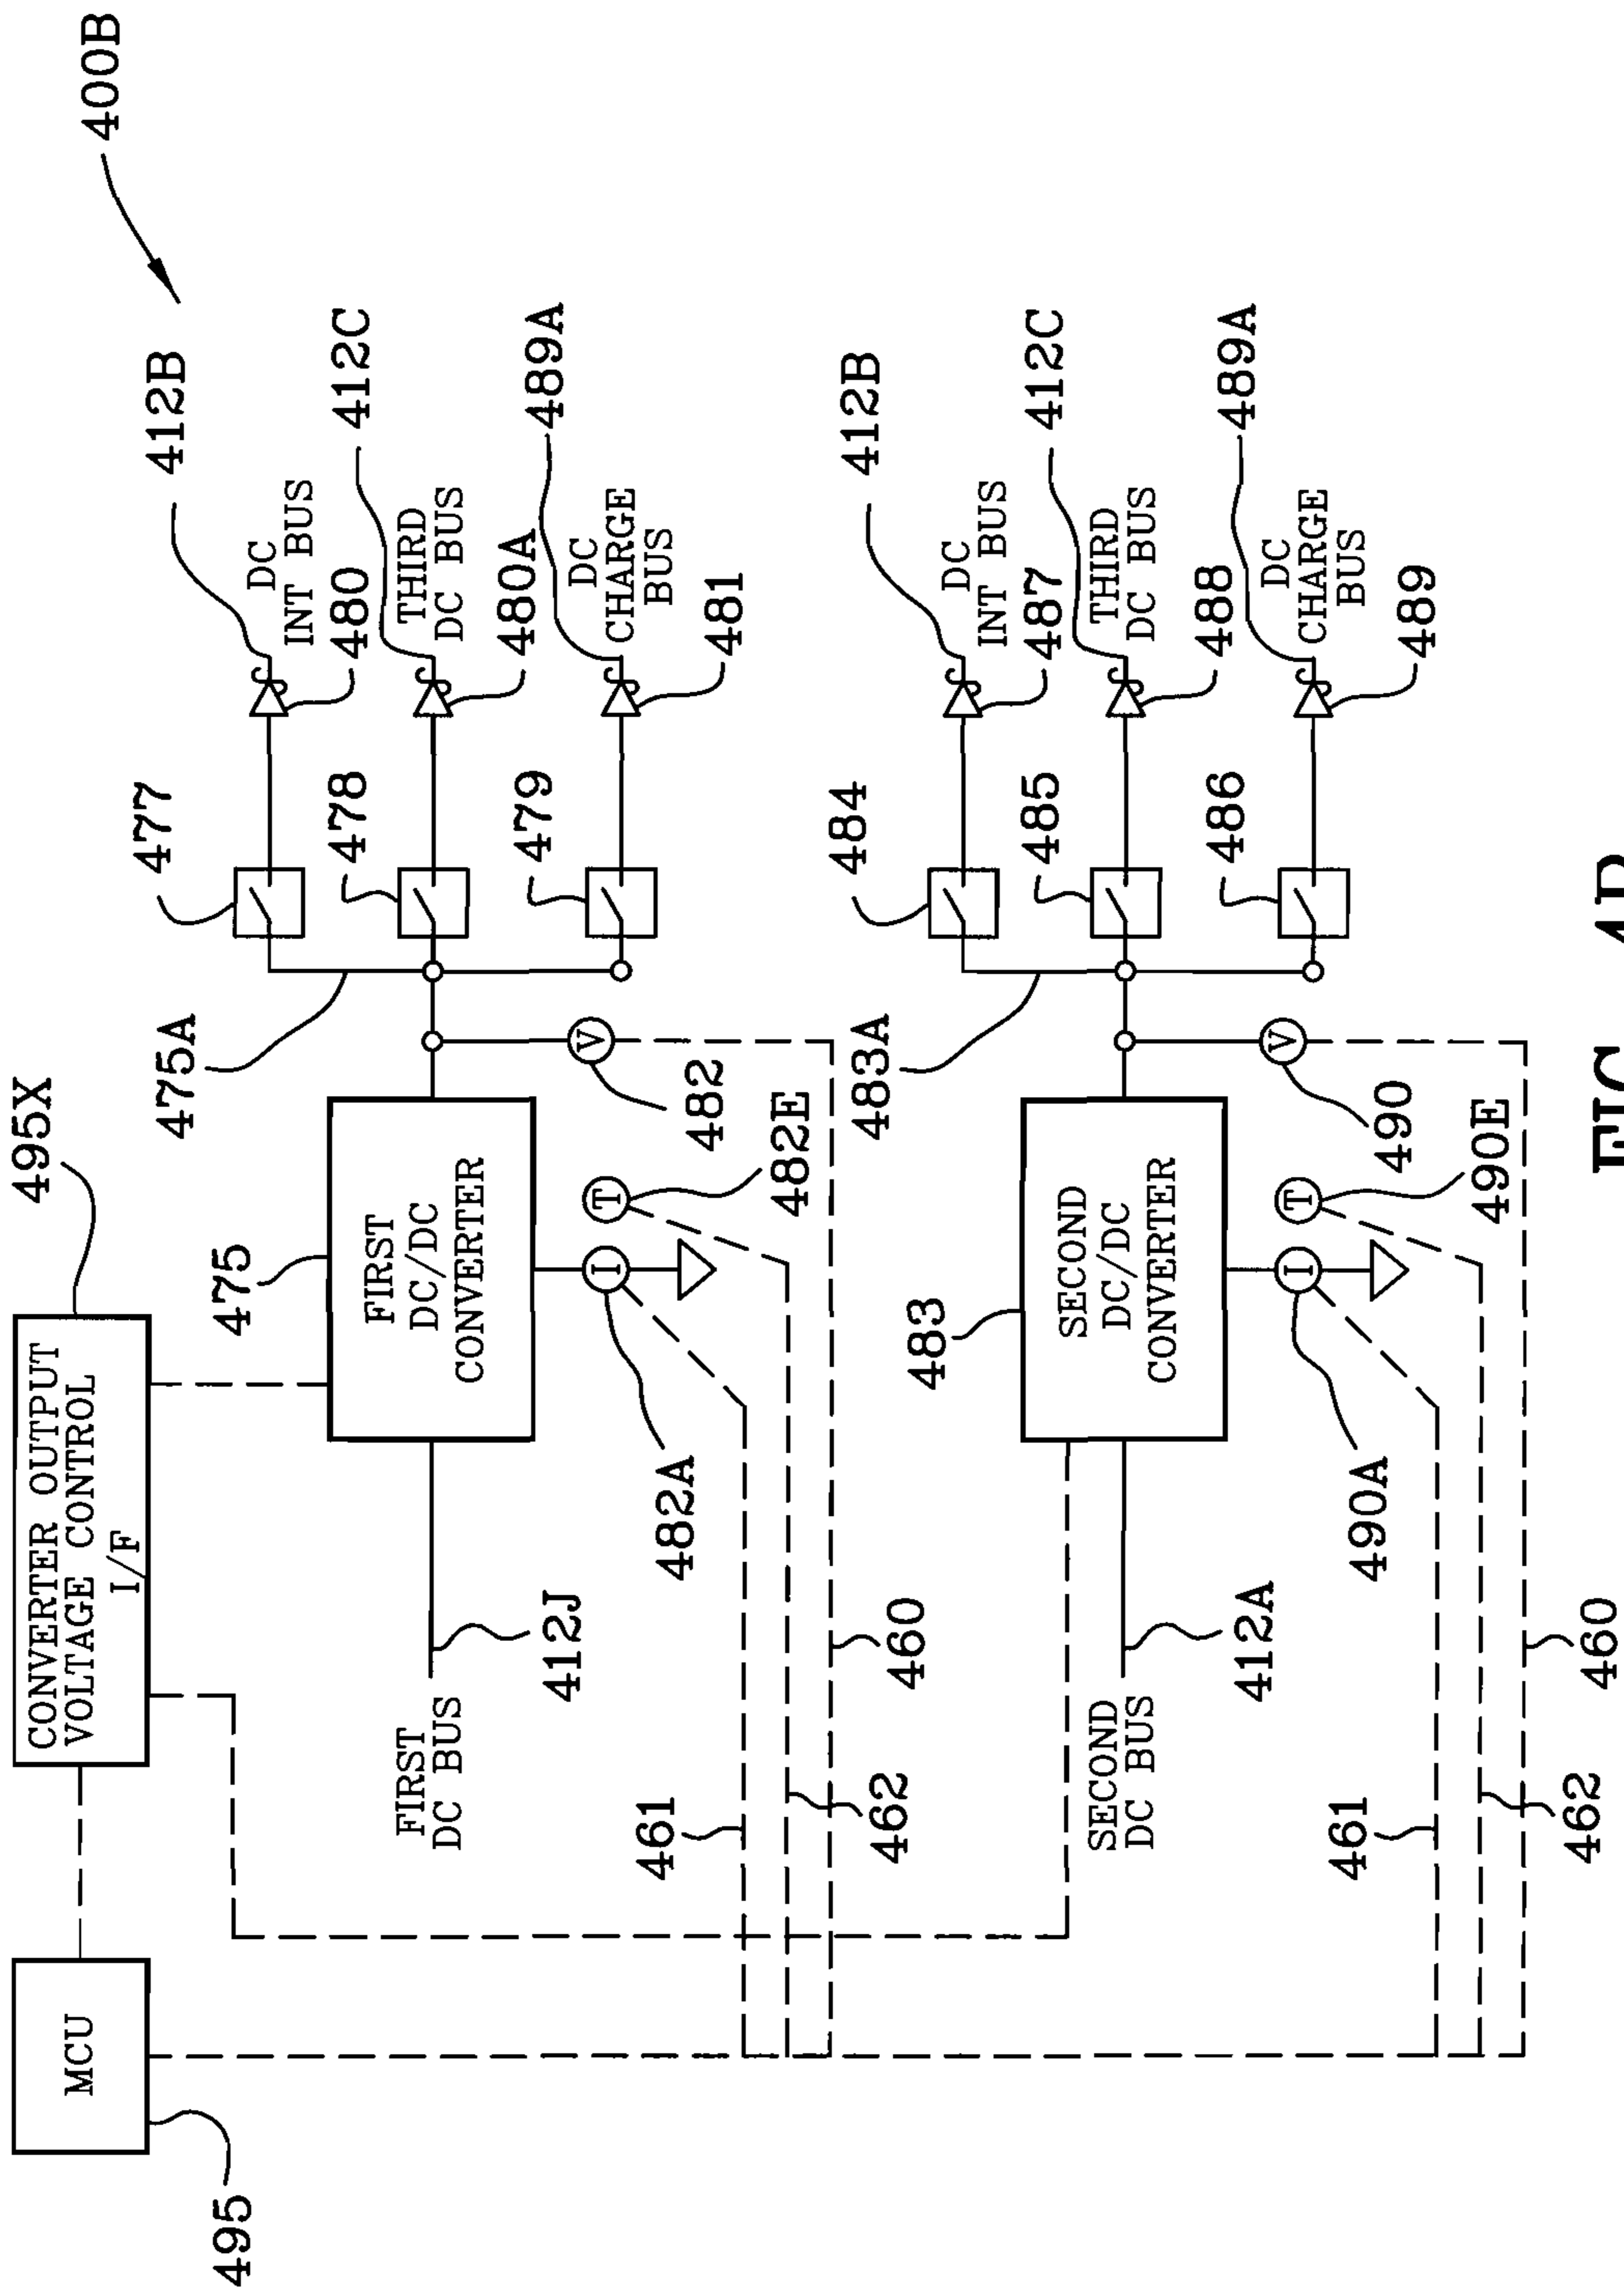 400B
495X
CONVERTER OUTPUT
VOLTAGE CONTROL
I/F
MCU
495
475
475A
477
412B
DC
INT BUS
480
FIRST
DC/DC
CONVERTER
478
412C
THIRD
DC BUS
480A
FIRST
DC BUS
412J
479
489A
DC
CHARGE
BUS
481
I
T
V
482A
482E
482
461
462
460
483
483A
484
412B
DC
INT BUS
487
SECOND
DC/DC
CONVERTER
485
412C
THIRD
DC BUS
488
SECOND
DC BUS
412A
486
489A
DC
CHARGE
BUS
489
I
T
V
490A
490E
490
461
462
460